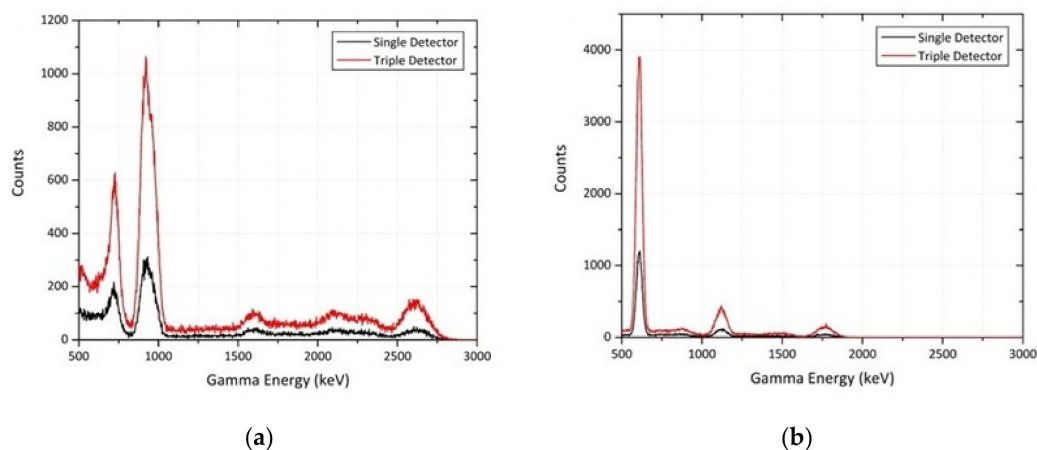 1200
1000
800
600
400
200
0
Counts
Single Detector
Triple Detector
500 1000 1500 2000 2500 3000
Gamma Energy (keV)
(a)
4000
3000
2000
1000
0
Counts
Single Detector
Triple Detector
500 1000 1500 2000 2500 3000
Gamma Energy (keV)
(b)